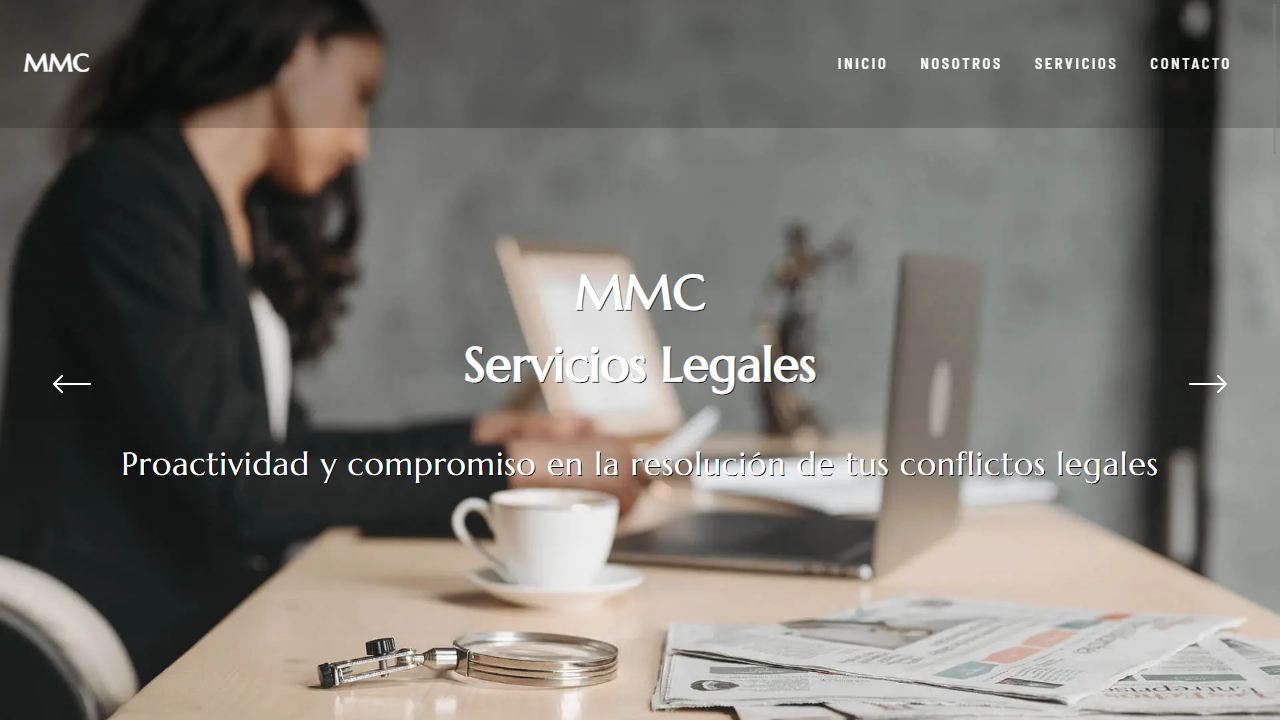 MMC
INICIO NOSOTROS SERVICIOS CONTACTO
MMC
Servicios Legales
Proactividad y compromiso en la resolución de tus conflictos legales